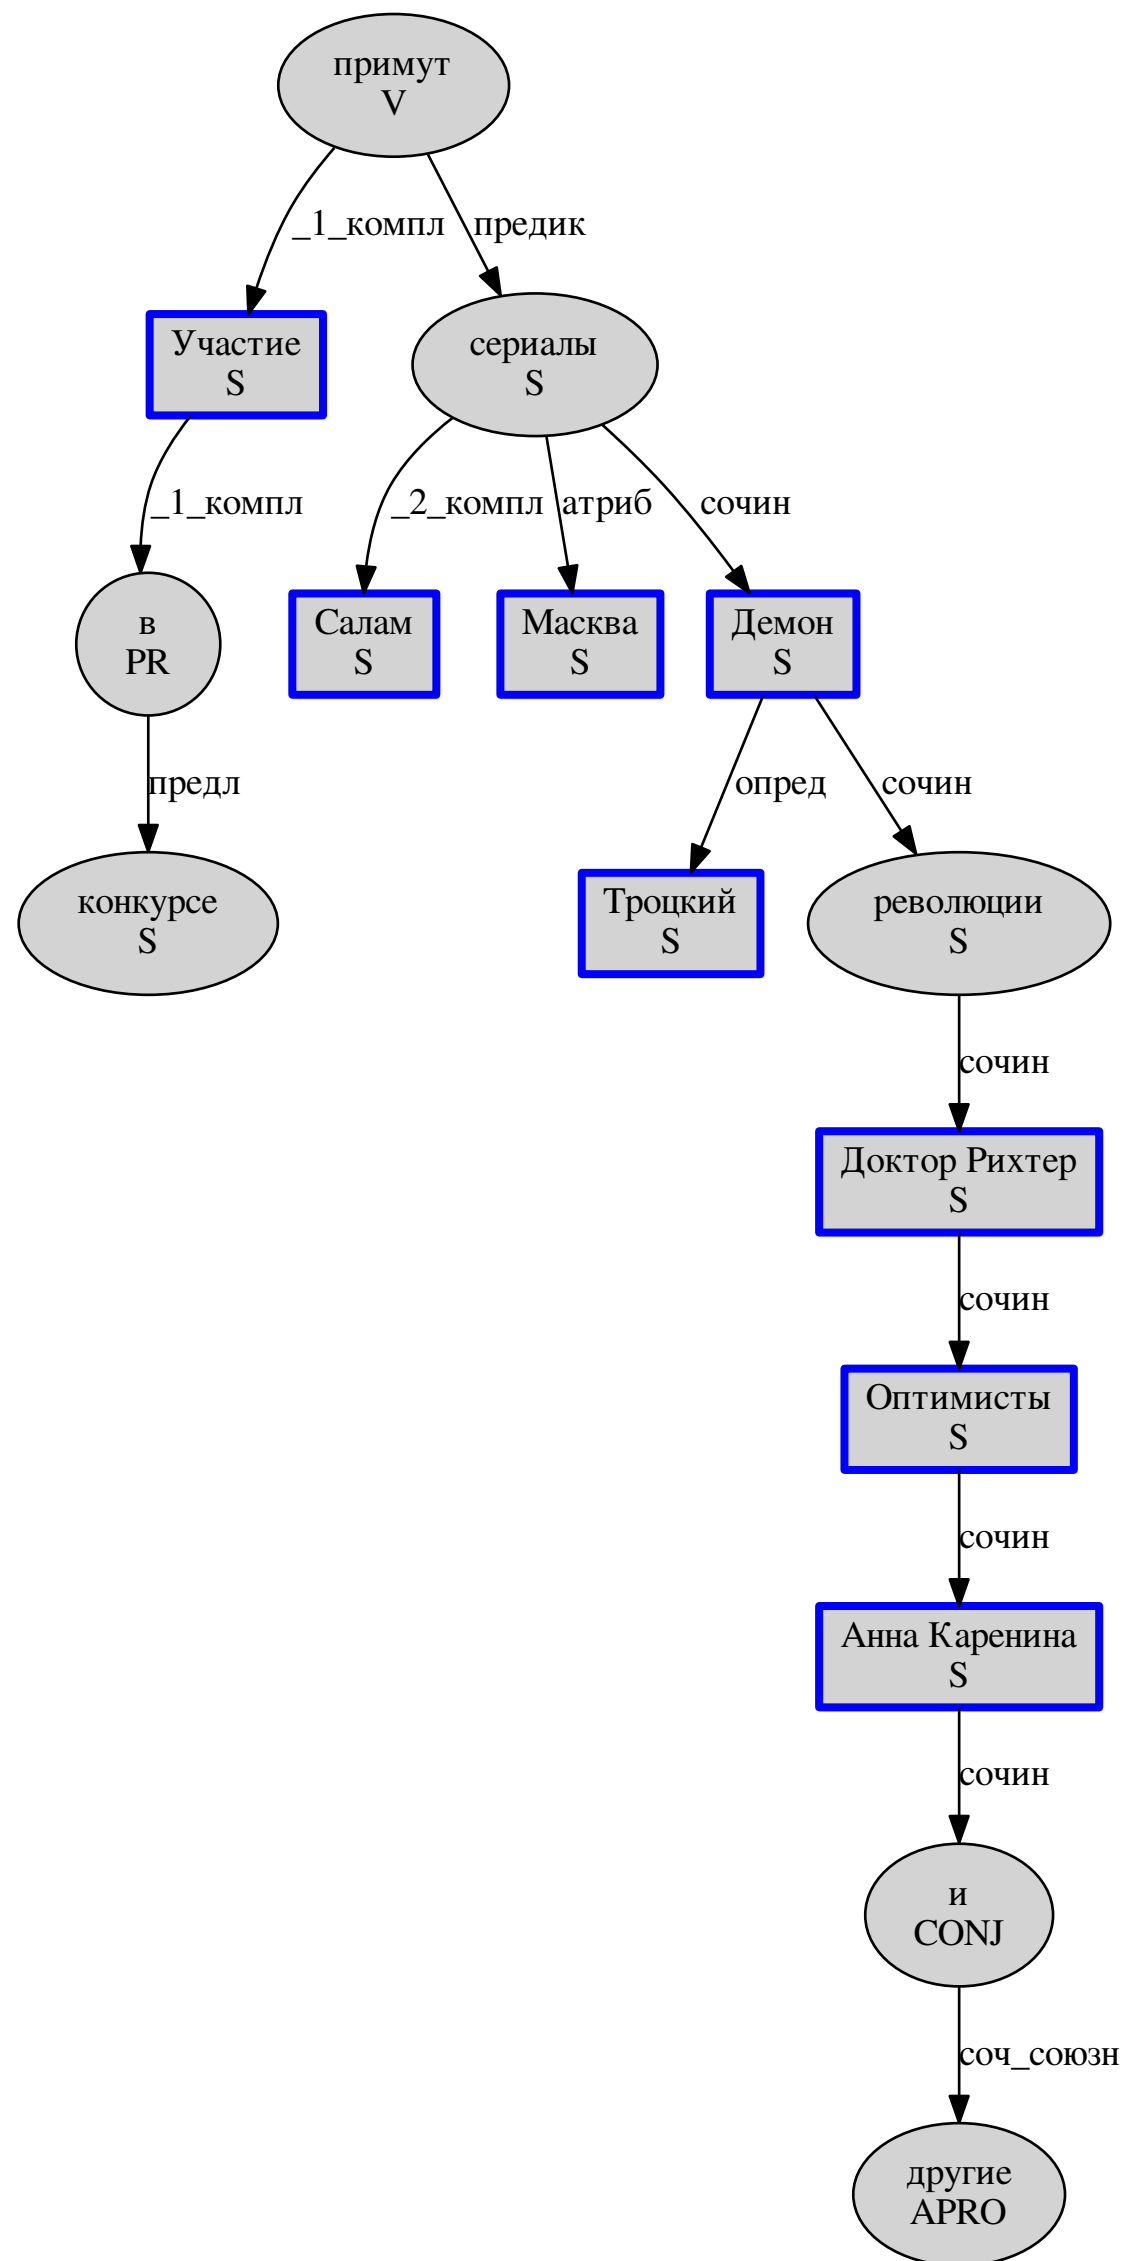 примут
V
_1_компл
предик
Участие
S
сериалы
S
_1_компл
_2_компл
атриб
сочин
в
PR
Салам
S
Масква
S
Демон
S
предл
опред
сочин
конкурсе
S
Троцкий
S
революции
S
сочин
Доктор Рихтер
S
сочин
Оптимисты
S
сочин
Анна Каренина
S
сочин
и
CONJ
соч_союзн
другие
APRO